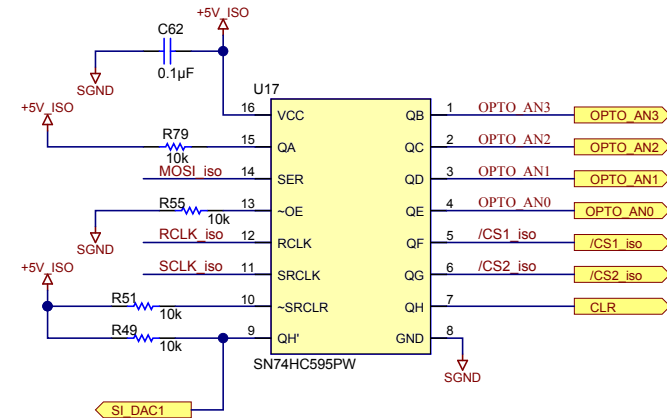 +5V_ISO
C62
0.1µF
SGND
U17
+5V_ISO
16 VCC QB 1 OPTO_AN3 OPTO_AN3
R79
10k
15 QA QC 2 OPTO_AN2 OPTO_AN2
MOSI_iso 14 SER QD 3 OPTO_AN1 OPTO_AN1
R55
10k
13 ~OE QE 4 OPTO_AN0 OPTO_AN0
SGND
RCLK_iso 12 RCLK QF 5 /CS1_iso /CS1_iso
SCLK_iso 11 SRCLK QG 6 /CS2_iso /CS2_iso
+5V_ISO
R51
10k
10 ~SRCLR QH 7 CLR
R49
10k
9 QH' GND 8
SN74HC595PW
SGND
SI_DAC1